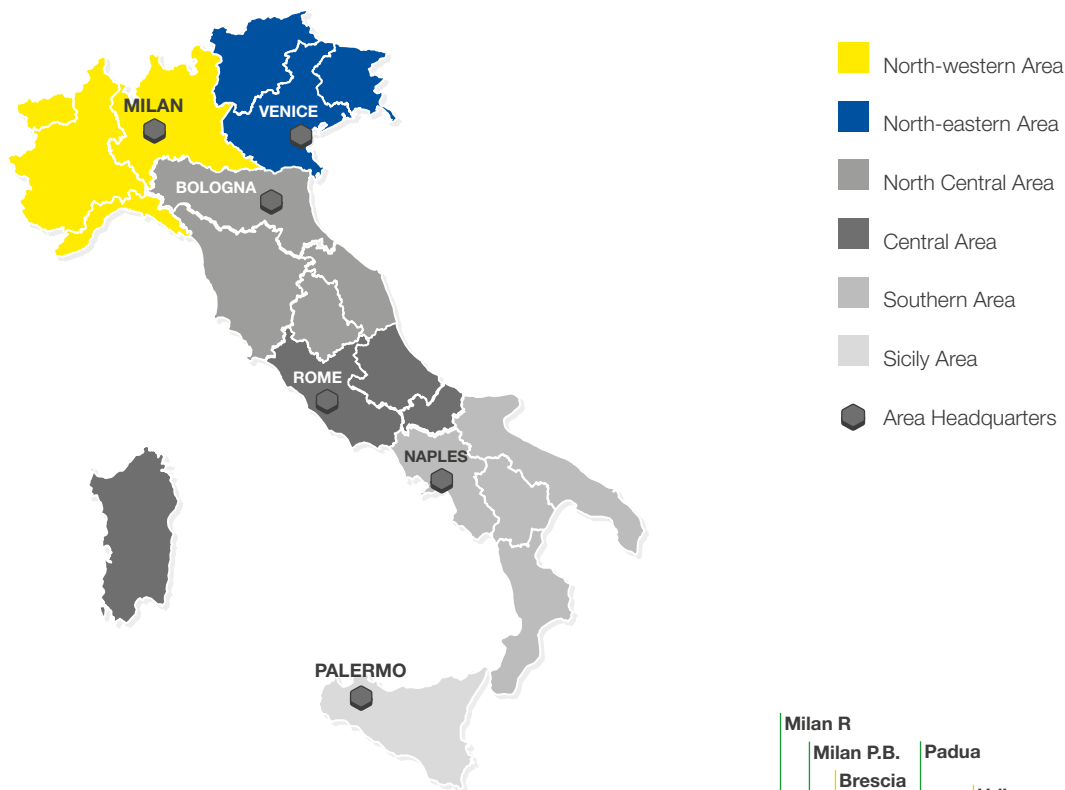 MILAN
VENICE
BOLOGNA
ROME
NAPLES
PALERMO
North-western Area
North-eastern Area
North Central Area
Central Area
Southern Area
Sicily Area
Area Headquarters
Milan R
Milan P.B.
Padua
Brescia